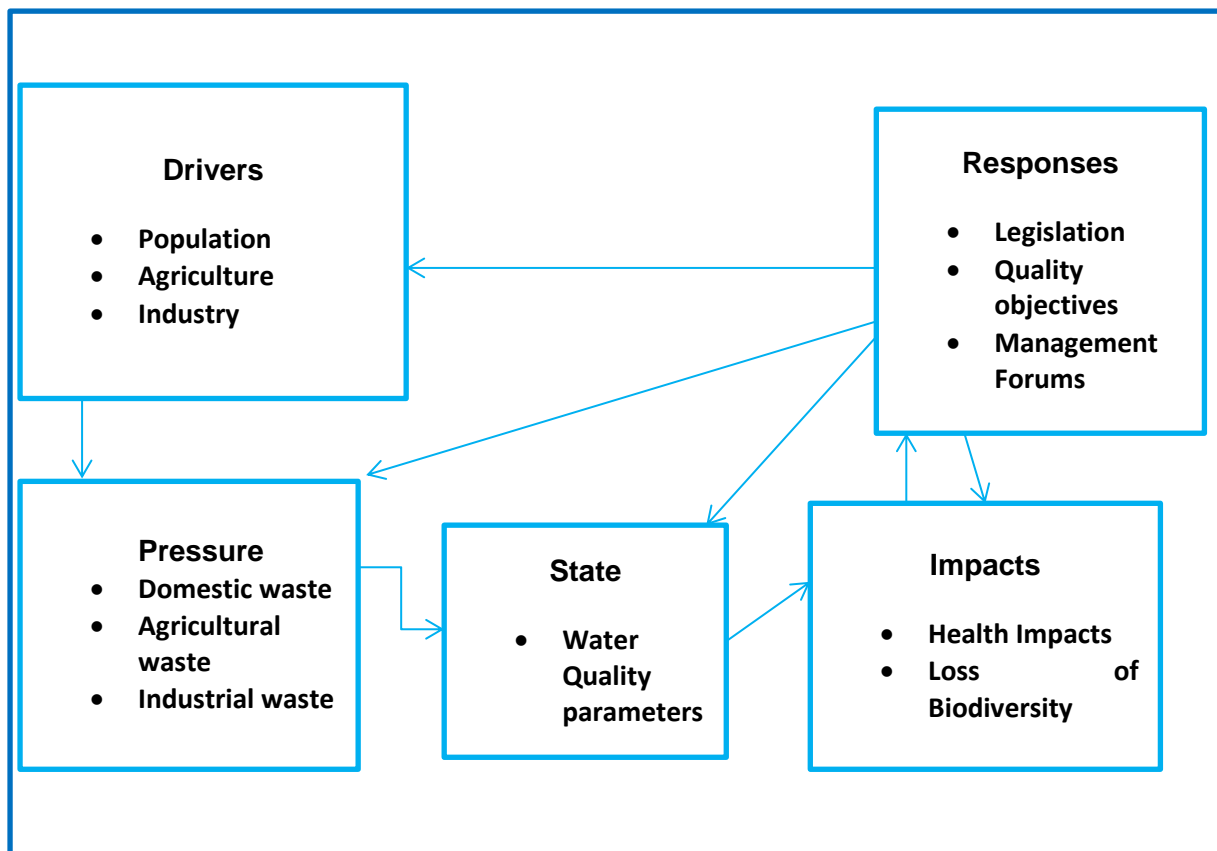 Drivers
• Population
• Agriculture
• Industry
Responses
• Legislation
• Quality
objectives
• Management
Forums
Pressure
• Domestic waste
• Agricultural
waste
• Industrial waste
State
• Water
Quality
parameters
Impacts
• Health Impacts
• Loss of
Biodiversity